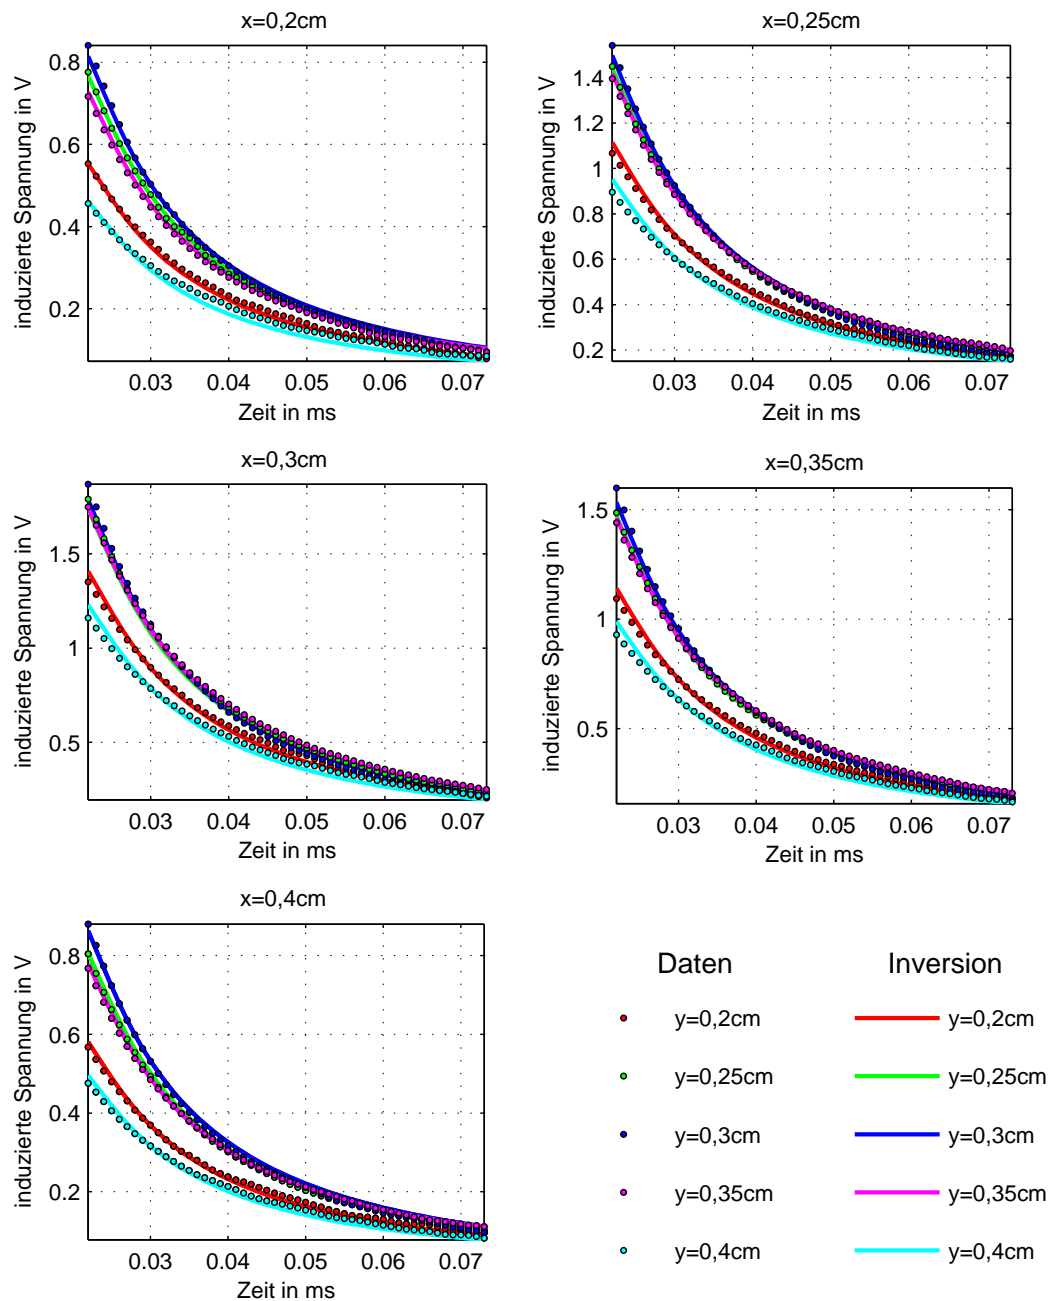 x=0,2cm
induzierte Spannung in V
0.8
0.6
0.4
0.2
0.03 0.04 0.05 0.06 0.07
Zeit in ms
x=0,25cm
induzierte Spannung in V
1.4
1.2
1
0.8
0.6
0.4
0.2
0.03 0.04 0.05 0.06 0.07
Zeit in ms
x=0,3cm
induzierte Spannung in V
1.5
1
0.5
0.03 0.04 0.05 0.06 0.07
Zeit in ms
x=0,35cm
induzierte Spannung in V
1.5
1
0.5
0.03 0.04 0.05 0.06 0.07
Zeit in ms
x=0,4cm
induzierte Spannung in V
0.8
0.6
0.4
0.2
0.03 0.04 0.05 0.06 0.07
Zeit in ms
Daten Inversion
y=0,2cm y=0,2cm
y=0,25cm y=0,25cm
y=0,3cm y=0,3cm
y=0,35cm y=0,35cm
y=0,4cm y=0,4cm